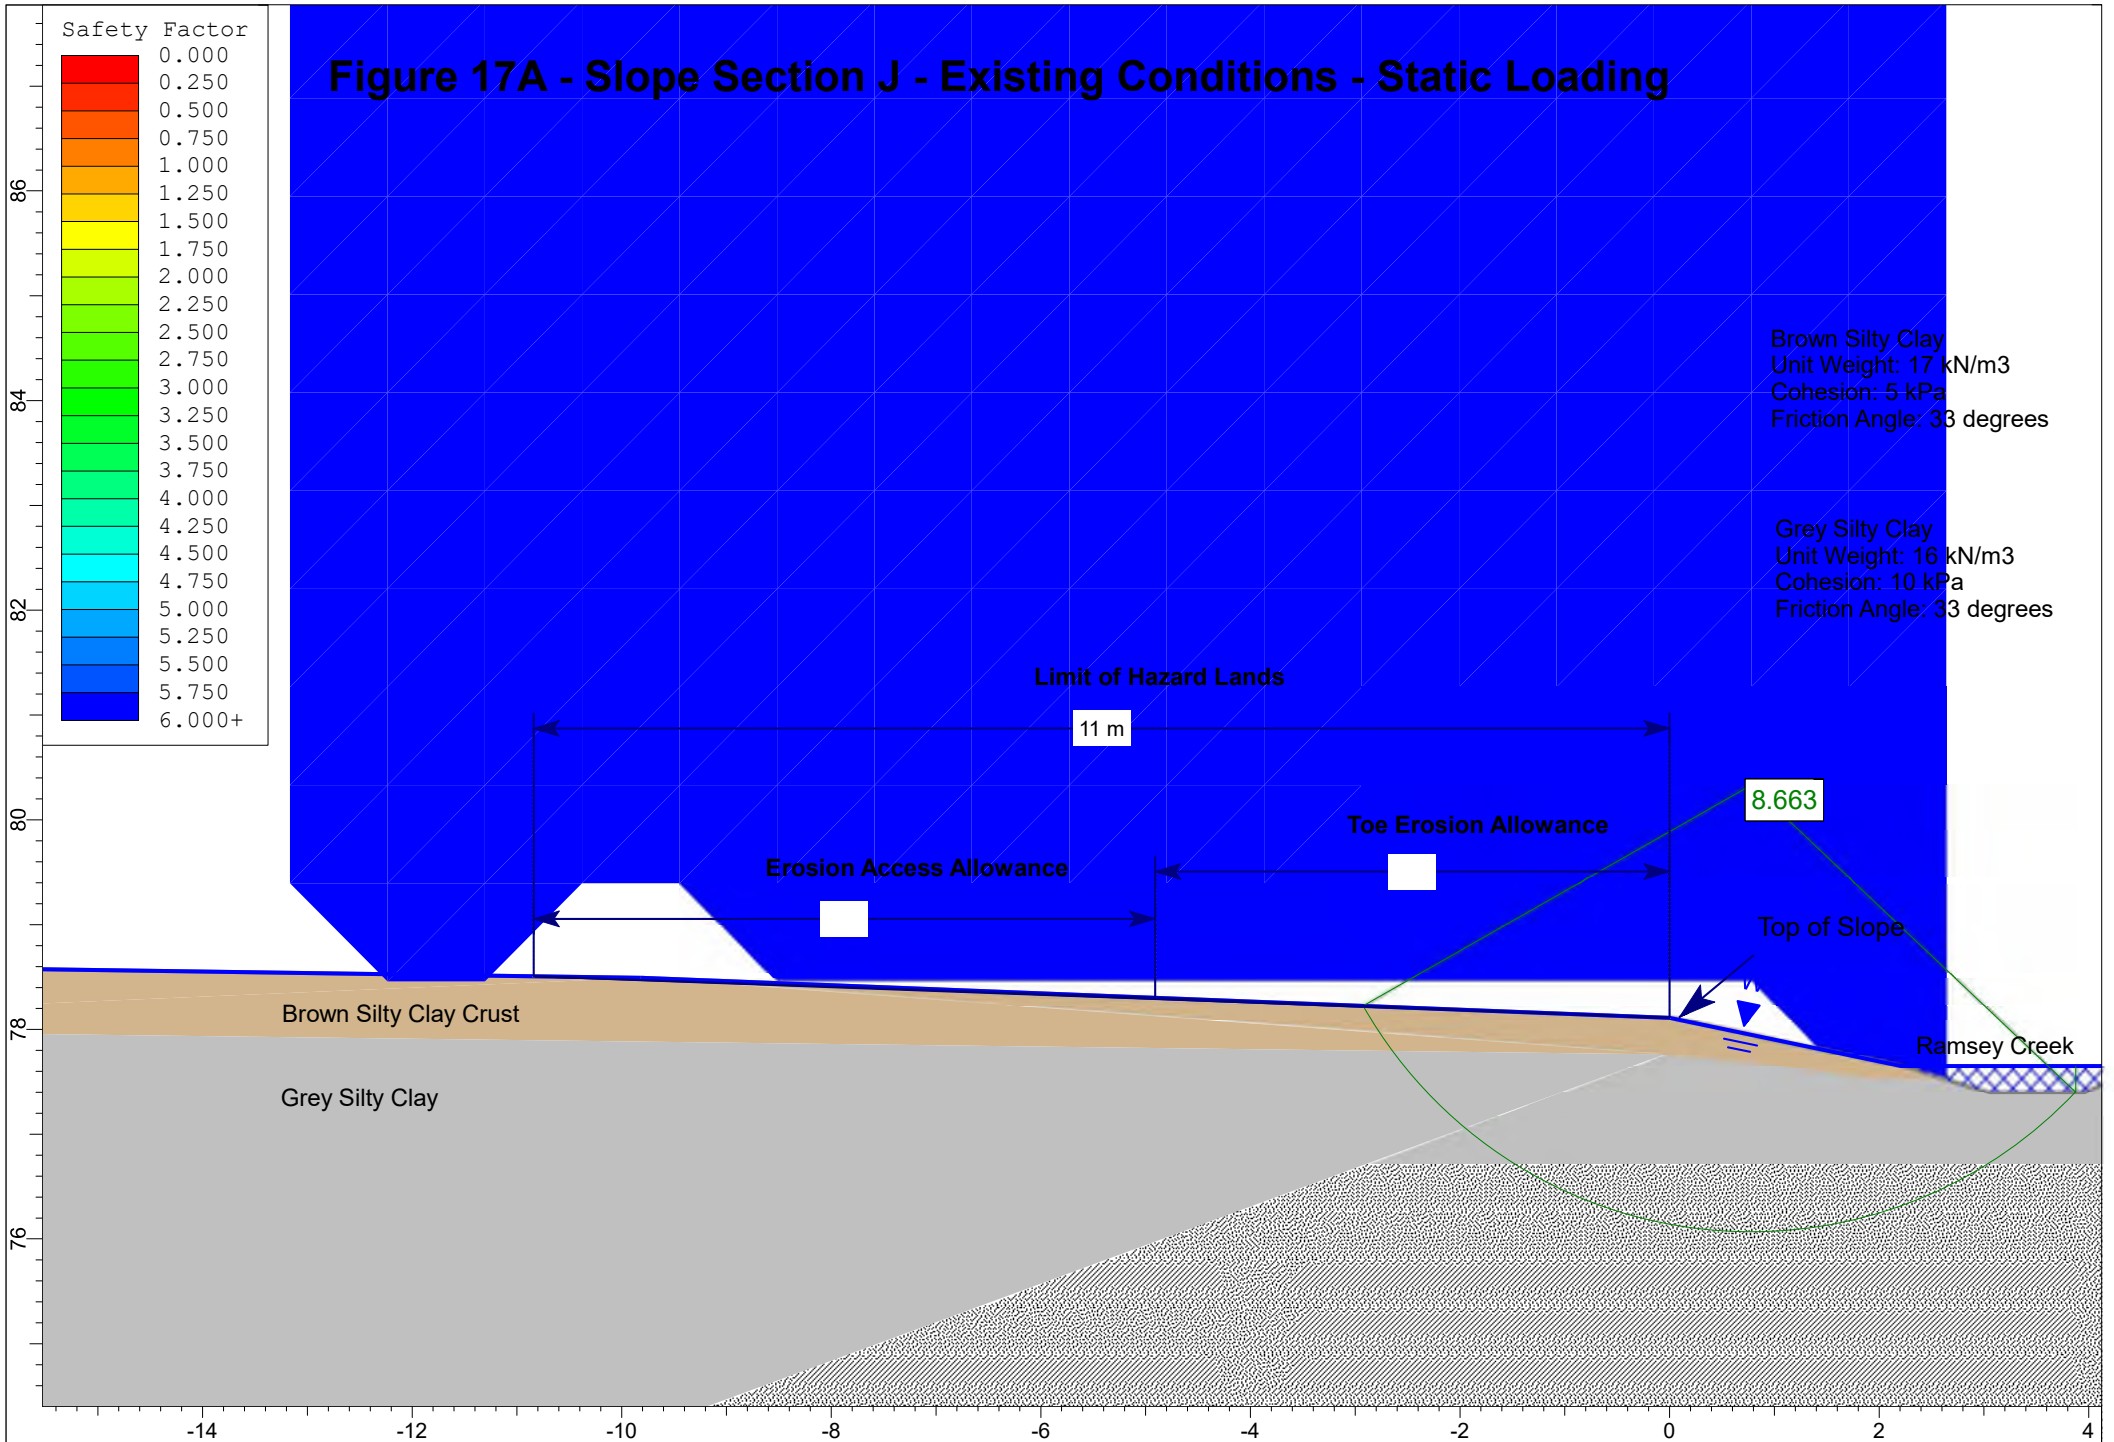 Safety Factor
0.000
0.250
0.500
0.750
1.000
1.250
1.500
1.750
2.000
2.250
2.500
2.750
3.000
3.250
3.500
3.750
4.000
4.250
4.500
4.750
5.000
5.250
5.500
5.750
6.000+
Figure 17A - Slope Section J - Existing Conditions - Static Loading
Brown Silty Clay
Unit Weight: 17 kN/m3
Cohesion: 5 kPa
Friction Angle: 33 degrees
Grey Silty Clay
Unit Weight: 16 kN/m3
Cohesion: 10 kPa
Friction Angle: 33 degrees
Limit of Hazard Lands
11 m
8.663
Toe Erosion Allowance
Erosion Access Allowance
Top of Slope
Brown Silty Clay Crust
Ramsey Creek
Grey Silty Clay
86
84
82
80
78
76
-14
-12
-10
-8
-6
-4
-2
0
2
4